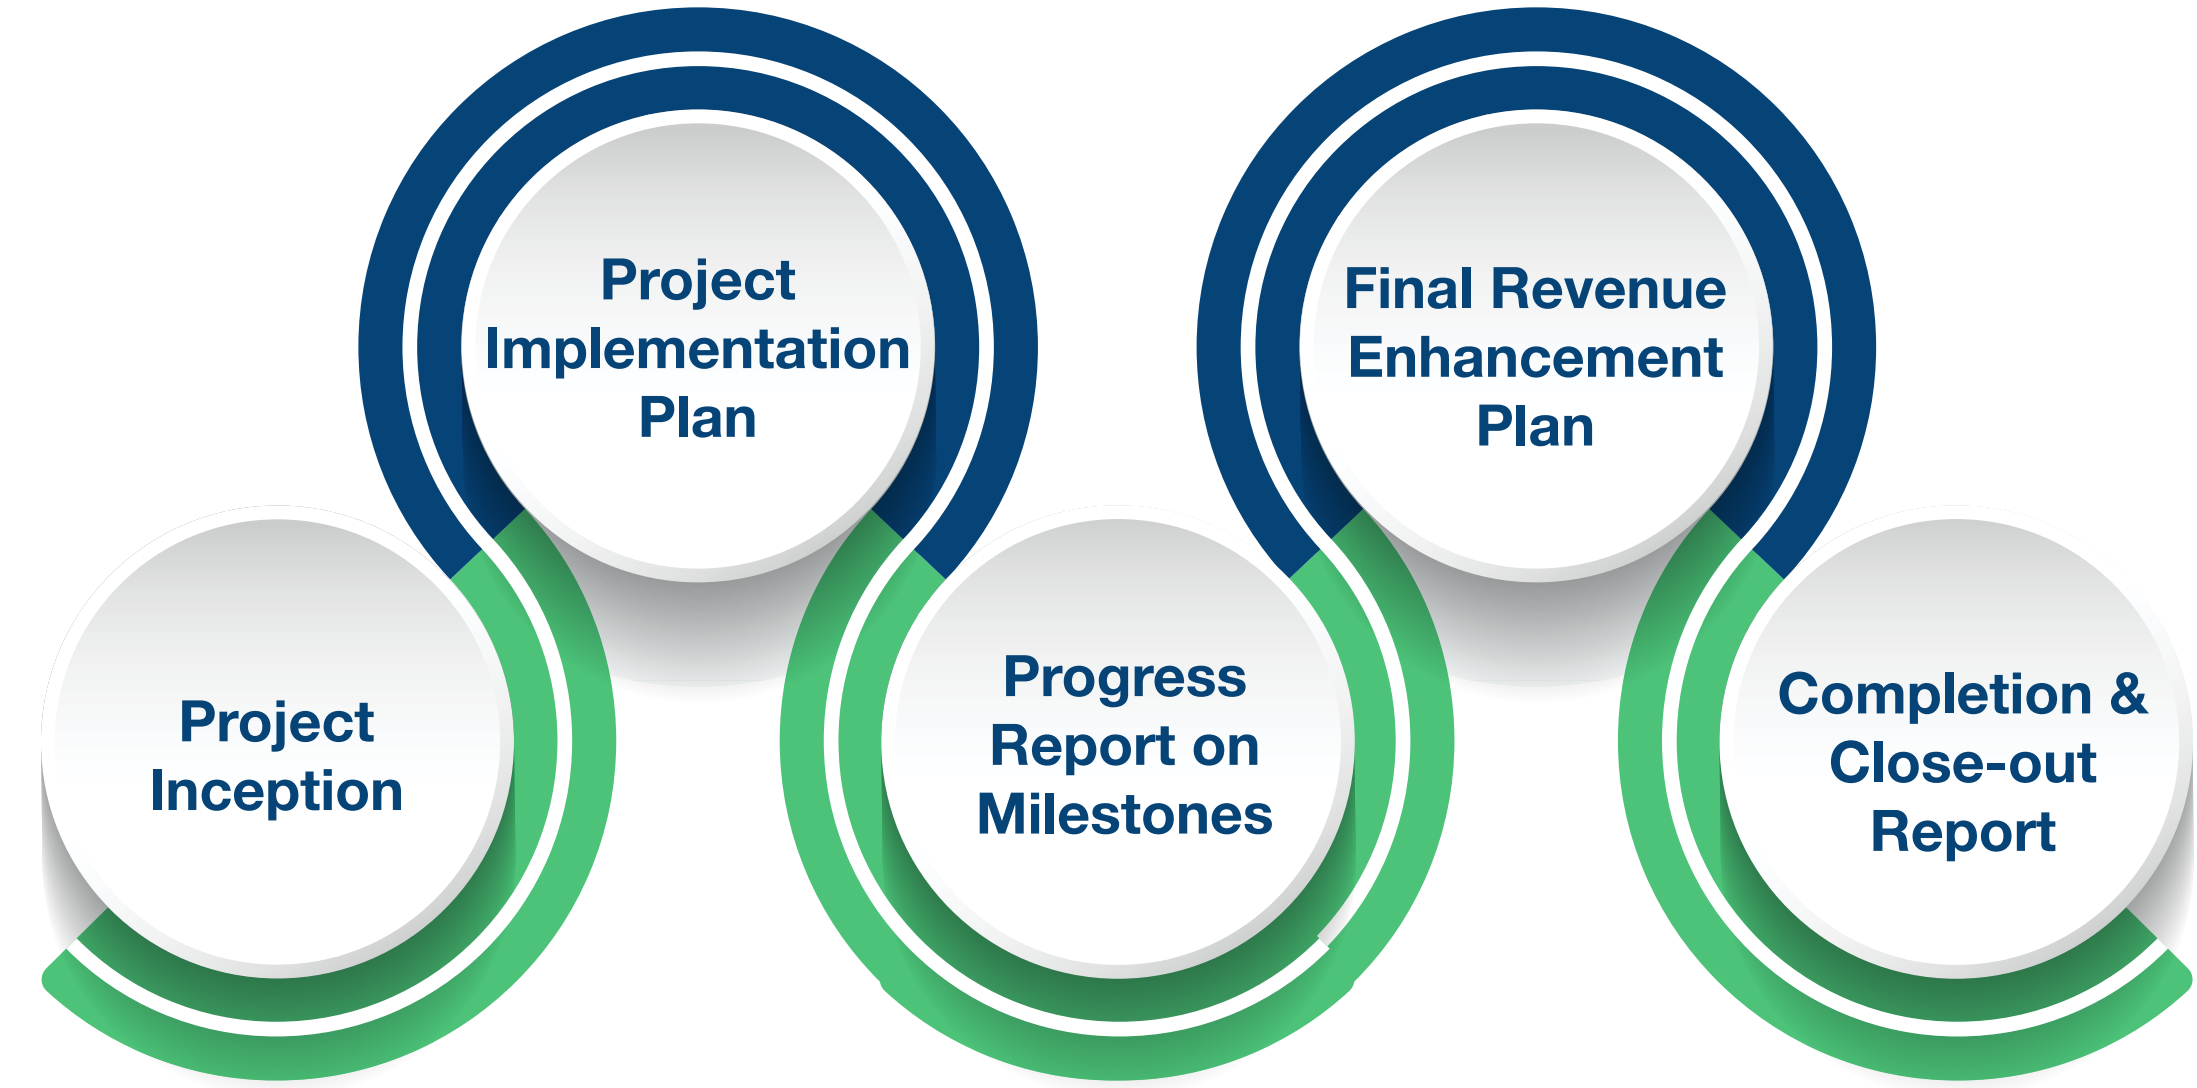 Project
Inception
Project
Implementation
Plan
Progress
Report on
Milestones
Final Revenue
Enhancement
Plan
Completion &
Close-out
Report